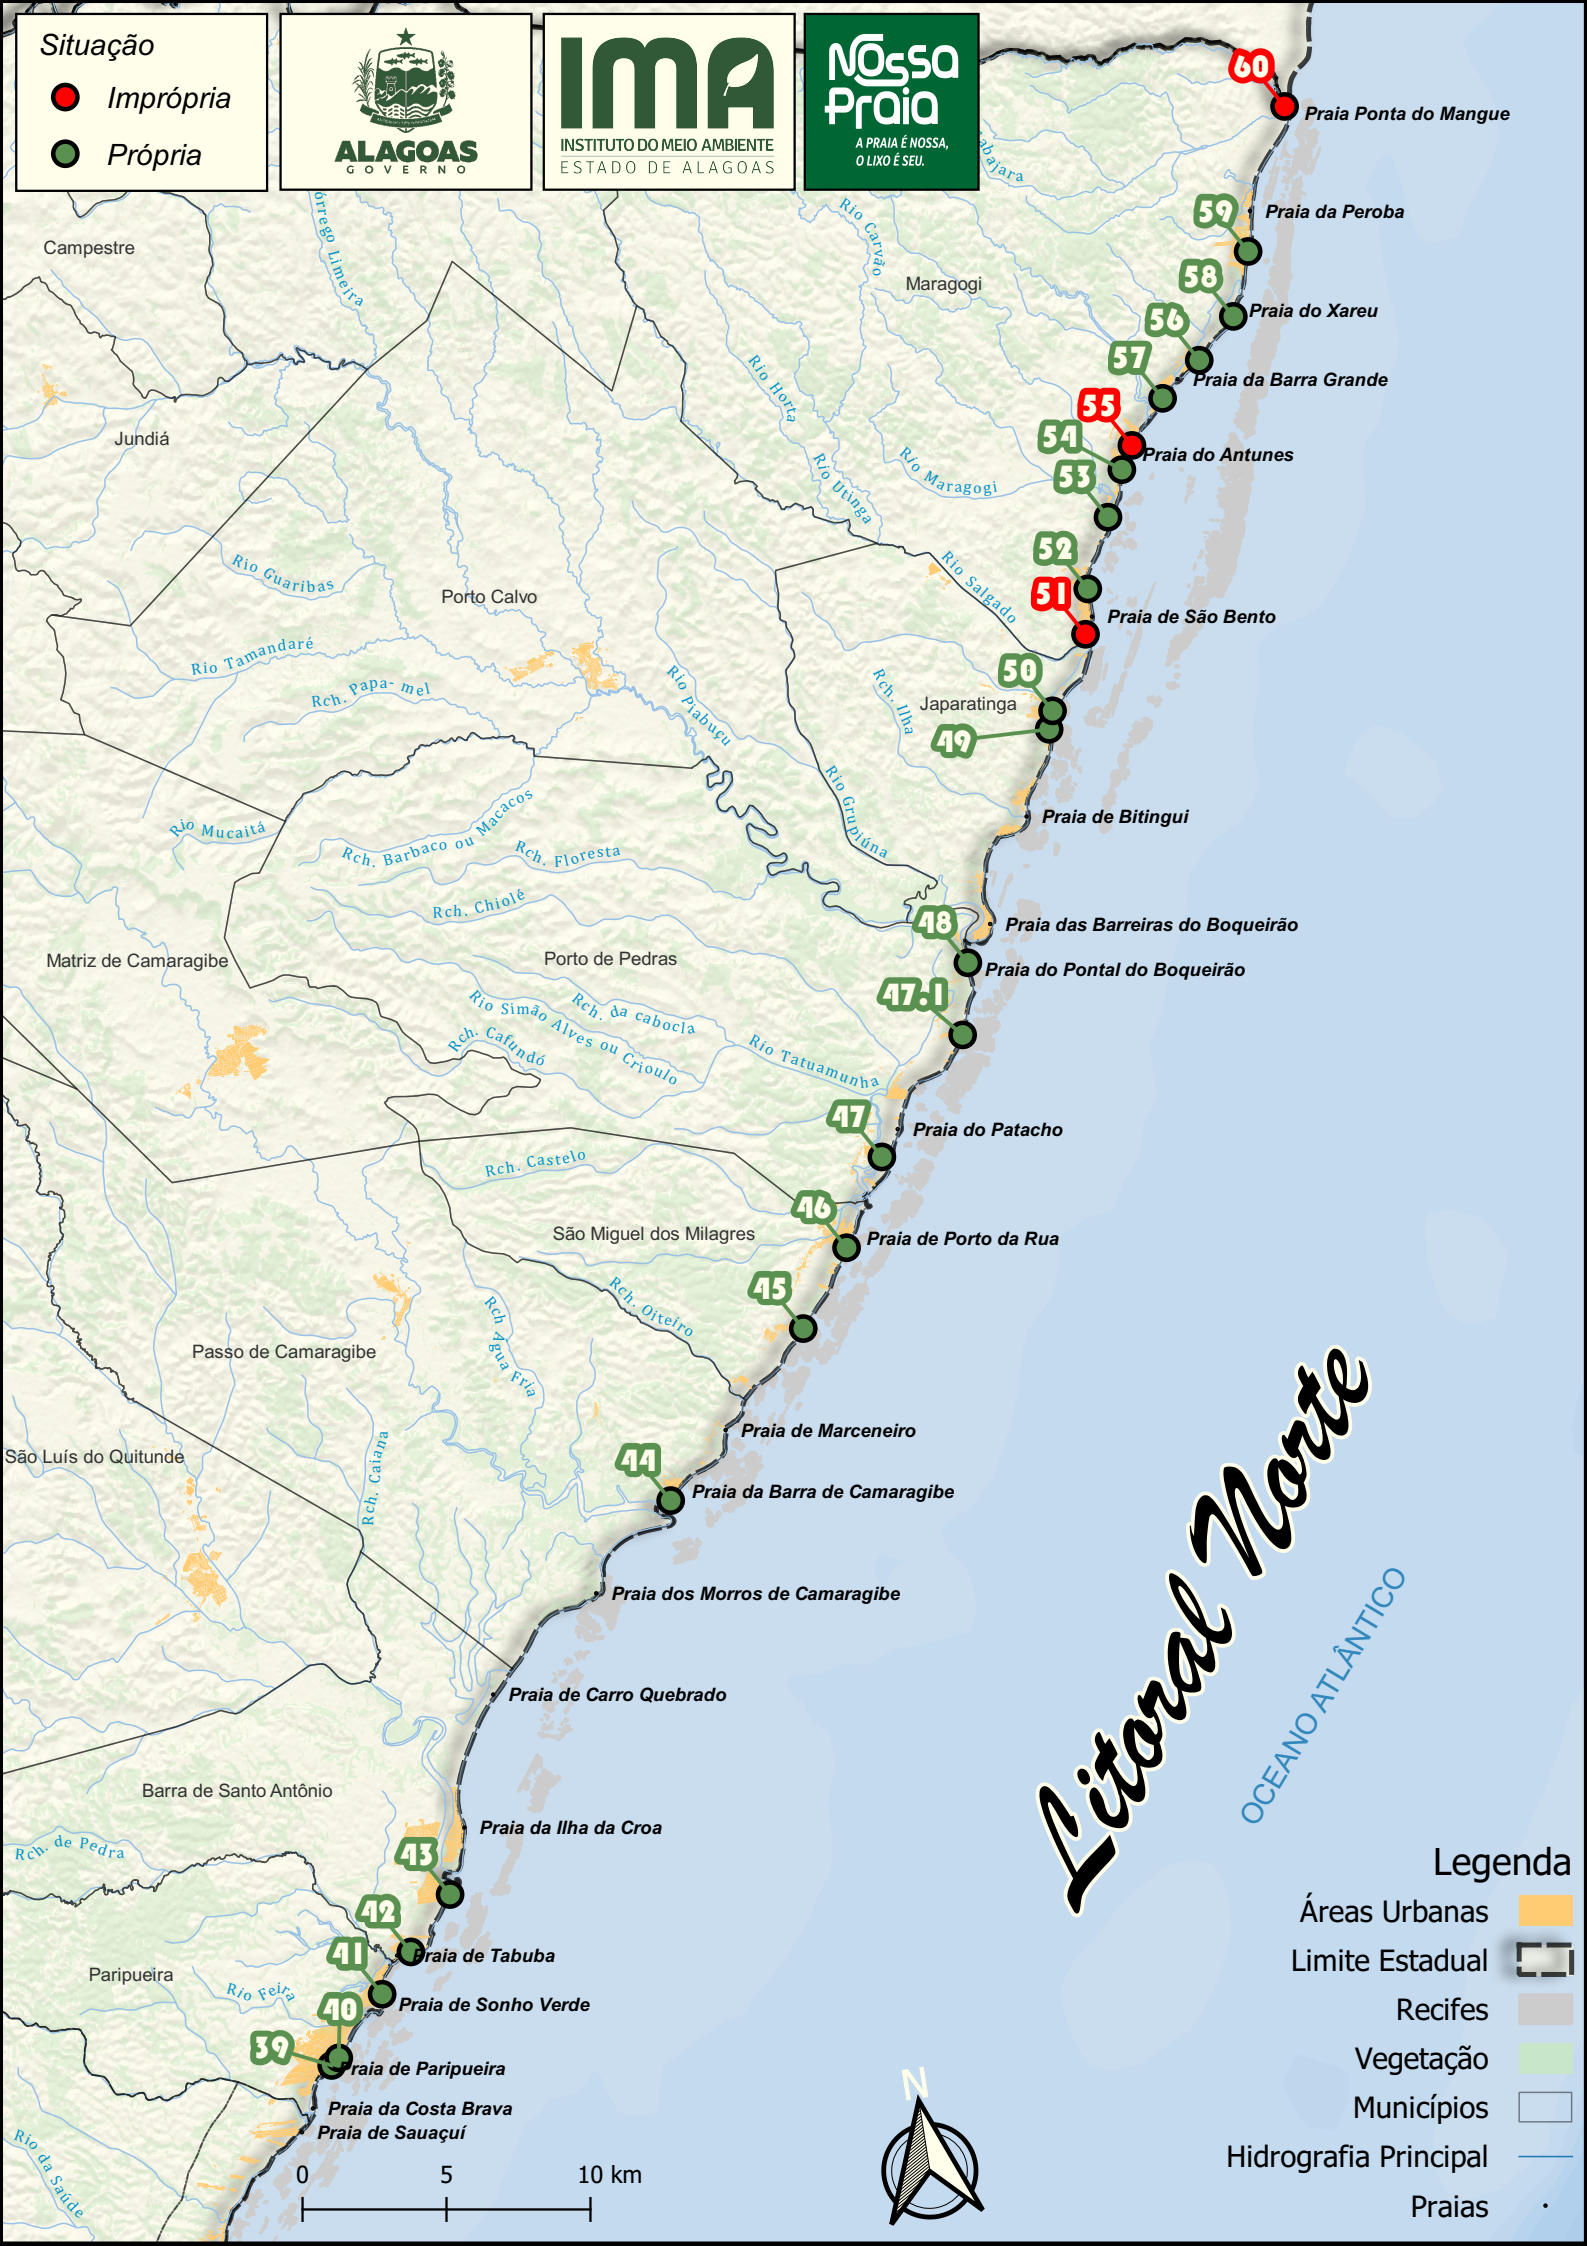 Situação
Imprópria
Própria
ALAGOAS
GOVERNO
IMA
INSTITUTO DO MEIO AMBIENTE
ESTADO DE ALAGOAS
Nossa
Praia
A PRAIA É NOSSA,
O LIXO É SEU.
60
Praia Ponta do Mangue
59
Praia da Peroba
Campestre
órrego Limeira
Rio Carvão
Maragogi
58
Praia do Xareu
56
57
Praia da Barra Grande
Rio Horta
55
Jundiá
54
Praia do Antunes
53
Rio Maragogi
Rio Utinga
52
Rio Guaribas
Porto Calvo
Rio Salgado
51
Praia de São Bento
Rio Tamandaré
Rch. Papa- mel
Rio Piabuçu
50
Rch. Ilha
Japaratinga
49
Rio Grupiúna
Praia de Bitingui
Rio Mucaitá
Rch. Barbaco ou Macacos
Rch. Floresta
Rch. Chiolé
48
Praia das Barreiras do Boqueirão
Matriz de Camaragibe
Porto de Pedras
Praia do Pontal do Boqueirão
47.1
Rio Simão Alves ou Crioulo
Rch. da cabocla
Rch. Cafundó
Rio Tatuamunha
47
Praia do Patacho
Rch. Castelo
46
São Miguel dos Milagres
Praia de Porto da Rua
45
Rch. Oiteiro
Rch Água Fria
Passo de Camaragibe
Praia de Marceneiro
São Luís do Quitunde
Rch. Caiana
44
Praia da Barra de Camaragibe
Praia dos Morros de Camaragibe
Litoral Norte
OCEANO ATLÂNTICO
Praia de Carro Quebrado
Barra de Santo Antônio
Praia da Ilha da Croa
Rch. de Pedra
43
42
Praia de Tabuba
41
Paripueira
Rio Feira
Praia de Sonho Verde
40
39
Praia de Paripueira
Praia da Costa Brava
Praia de Sauaçuí
Rio da Saúde
0 5 10 km
N
Legenda
Áreas Urbanas
Limite Estadual
Recifes
Vegetação
Municípios
Hidrografia Principal
Praias